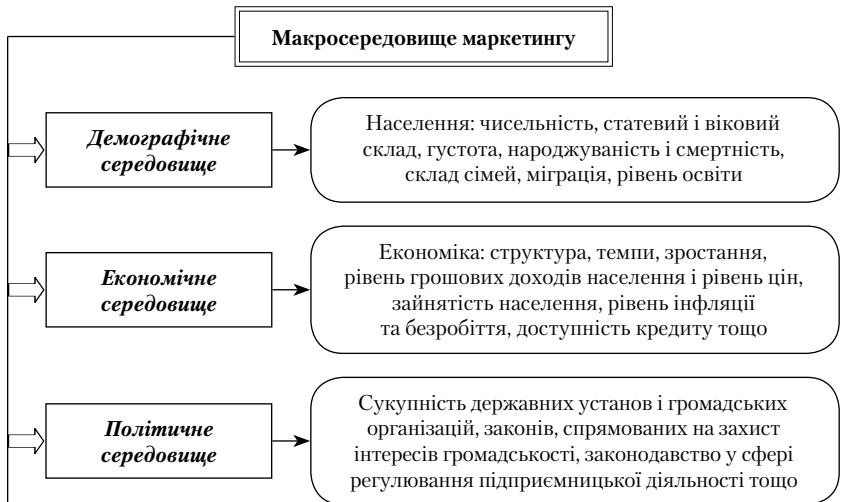 Макросередовище маркетингу
Демографічне
середовище
Населення: чисельність, статевий і віковий
склад, густота, народжуваність і смертність,
склад сімей, міграція, рівень освіти
Економічне
середовище
Економіка: структура, темпи, зростання,
рівень грошових доходів населення і рівень цін,
зайнятість населення, рівень інфляції
та безробіття, доступність кредиту тощо
Політичне
середовище
Сукупність державних установ і громадських
організацій, законів, спрямованих на захист
інтересів громадськості, законодавство у сфері
регулювання підприємницької діяльності тощо